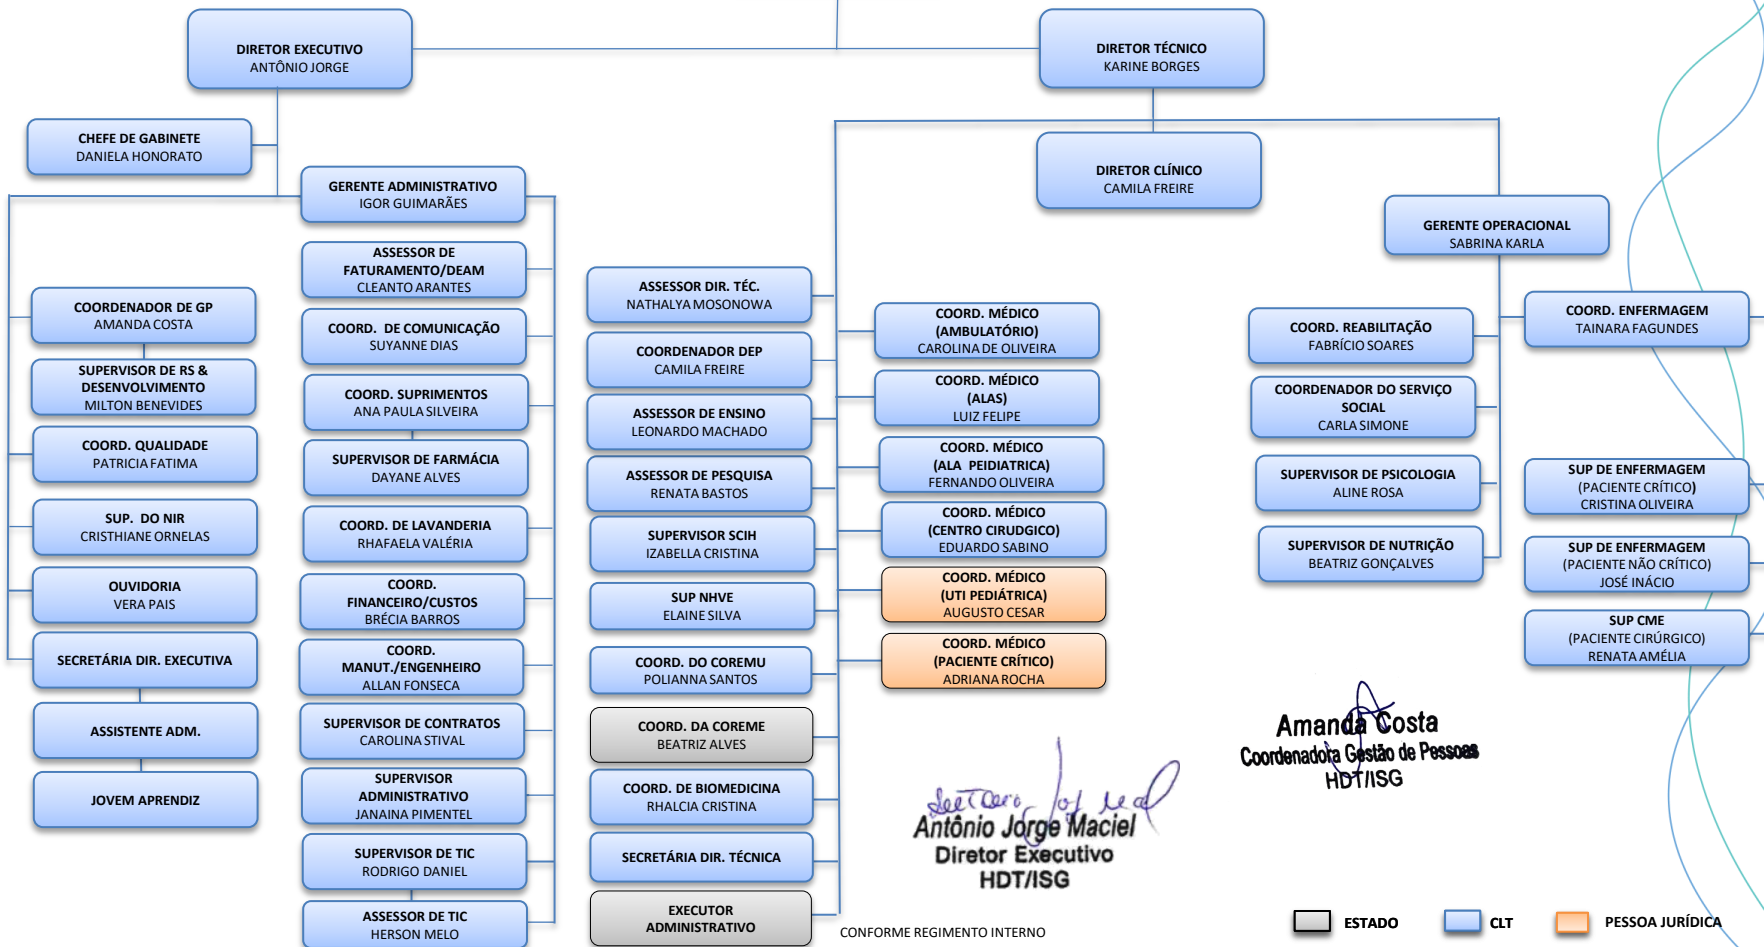 DIRETOR EXECUTIVO
ANTÔNIO JORGE
DIRETOR TÉCNICO
KARINE BORGES
CHEFE DE GABINETE
DANIELA HONORATO
DIRETOR CLÍNICO
CAMILA FREIRE
GERENTE ADMINISTRATIVO
IGOR GUIMARÃES
GERENTE OPERACIONAL
SABRINA KARLA
COORDENADOR DE GP
AMANDA COSTA
SUPERVISOR DE RS &
DESENVOLVIMENTO
MILTON BENEVIDES
COORD. QUALIDADE
PATRICIA FATIMA
SUP. DO NIR
CRISTHIANE ORNELAS
OUVIDORIA
VERA PAIS
SECRETÁRIA DIR. EXECUTIVA
ASSISTENTE ADM.
JOVEM APRENDIZ
ASSESSOR DE
FATURAMENTO/DEAM
CLEANTO ARANTES
COORD. DE COMUNICAÇÃO
SUYANNE DIAS
COORD. SUPRIMENTOS
ANA PAULA SILVEIRA
SUPERVISOR DE FARMÁCIA
DAYANE ALVES
COORD. DE LAVANDERIA
RHAFAELA VALÉRIA
COORD.
FINANCEIRO/CUSTOS
BRÉCIA BARROS
COORD.
MANUT./ENGENHEIRO
ALLAN FONSECA
SUPERVISOR DE CONTRATOS
CAROLINA STIVAL
SUPERVISOR
ADMINISTRATIVO
JANAINA PIMENTEL
SUPERVISOR DE TIC
RODRIGO DANIEL
ASSESSOR DE TIC
HERSON MELO
ASSESSOR DIR. TÉC.
NATHALYA MOSONOWA
COORDENADOR DEP
CAMILA FREIRE
ASSESSOR DE ENSINO
LEONARDO MACHADO
ASSESSOR DE PESQUISA
RENATA BASTOS
SUPERVISOR SCIH
IZABELLA CRISTINA
SUP NHVE
ELAINE SILVA
COORD. DO COREMU
POLIANNA SANTOS
COORD. DA COREME
BEATRIZ ALVES
COORD. DE BIOMEDICINA
RHALCIA CRISTINA
SECRETÁRIA DIR. TÉCNICA
EXECUTOR
ADMINISTRATIVO
COORD. MÉDICO
(AMBULATÓRIO)
CAROLINA DE OLIVEIRA
COORD. MÉDICO
(ALAS)
LUIZ FELIPE
COORD. MÉDICO
(ALA PEIDIATRICA)
FERNANDO OLIVEIRA
COORD. MÉDICO
(CENTRO CIRUDGICO)
EDUARDO SABINO
COORD. MÉDICO
(UTI PEDIÁTRICA)
AUGUSTO CESAR
COORD. MÉDICO
(PACIENTE CRÍTICO)
ADRIANA ROCHA
COORD. REABILITAÇÃO
FABRÍCIO SOARES
COORDENADOR DO SERVIÇO
SOCIAL
CARLA SIMONE
SUPERVISOR DE PSICOLOGIA
ALINE ROSA
SUPERVISOR DE NUTRIÇÃO
BEATRIZ GONÇALVES
COORD. ENFERMAGEM
TAINARA FAGUNDES
SUP DE ENFERMAGEM
(PACIENTE CRÍTICO)
CRISTINA OLIVEIRA
SUP DE ENFERMAGEM
(PACIENTE NÃO CRÍTICO)
JOSÉ INÁCIO
SUP CME
(PACIENTE CIRÚRGICO)
RENATA AMÉLIA
Amanda Costa
Coordenadora Gestão de Pessoas
HDT/ISG
Antônio Jorge Maciel
Diretor Executivo
HDT/ISG
CONFORME REGIMENTO INTERNO
ESTADO
CLT
PESSOA JURÍDICA